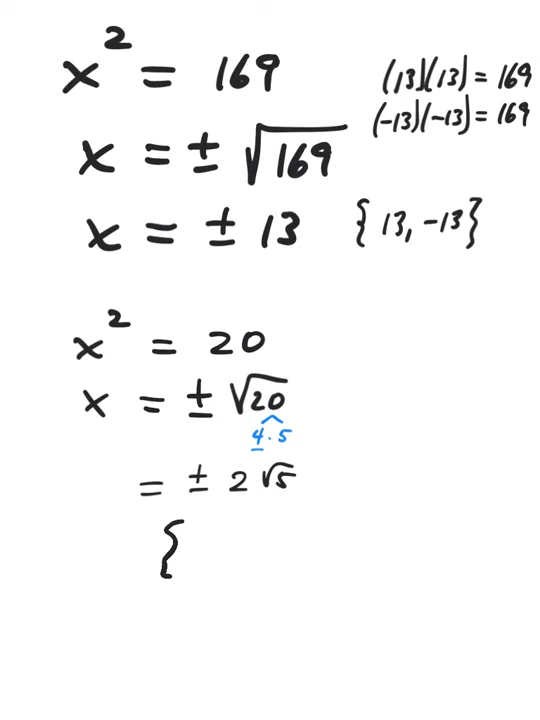 x² = 169
(13)(13) = 169
(-13)(-13) = 169
x = ± √169
x = ± 13 { 13, -13 }
x² = 20
x = ± √20
4 · 5
= ± 2 √5
{